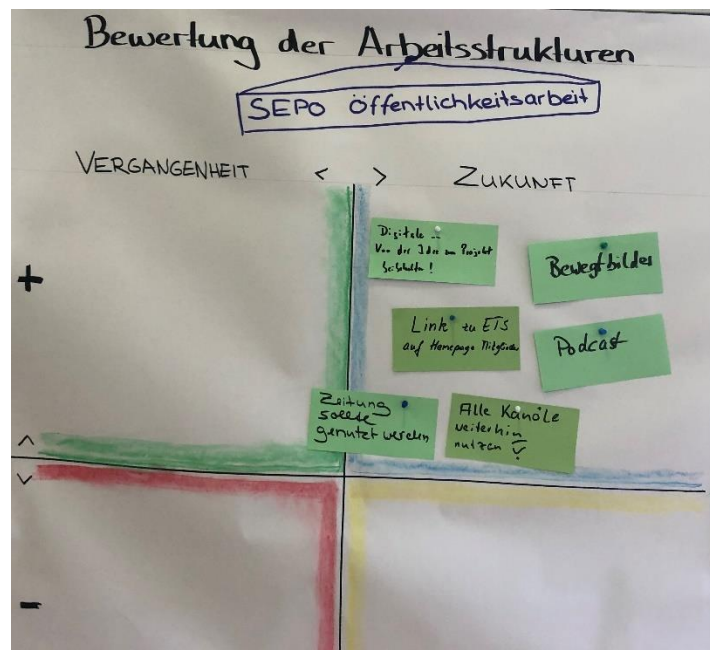 Bewertung der Arbeitsstrukturen
SEPO Öffentlichkeitsarbeit
VERGANGENHEIT < > ZUKUNFT
+
Digitale ..
Von der Idee zum Projekt
beibehalten!
Bewegtbilder
Link zu ETS
auf Homepage Mitglieder
Podcast
Zeitung
sollte
genutzt werden
Alle Kanäle
weiterhin
nutzen!
^
v
-